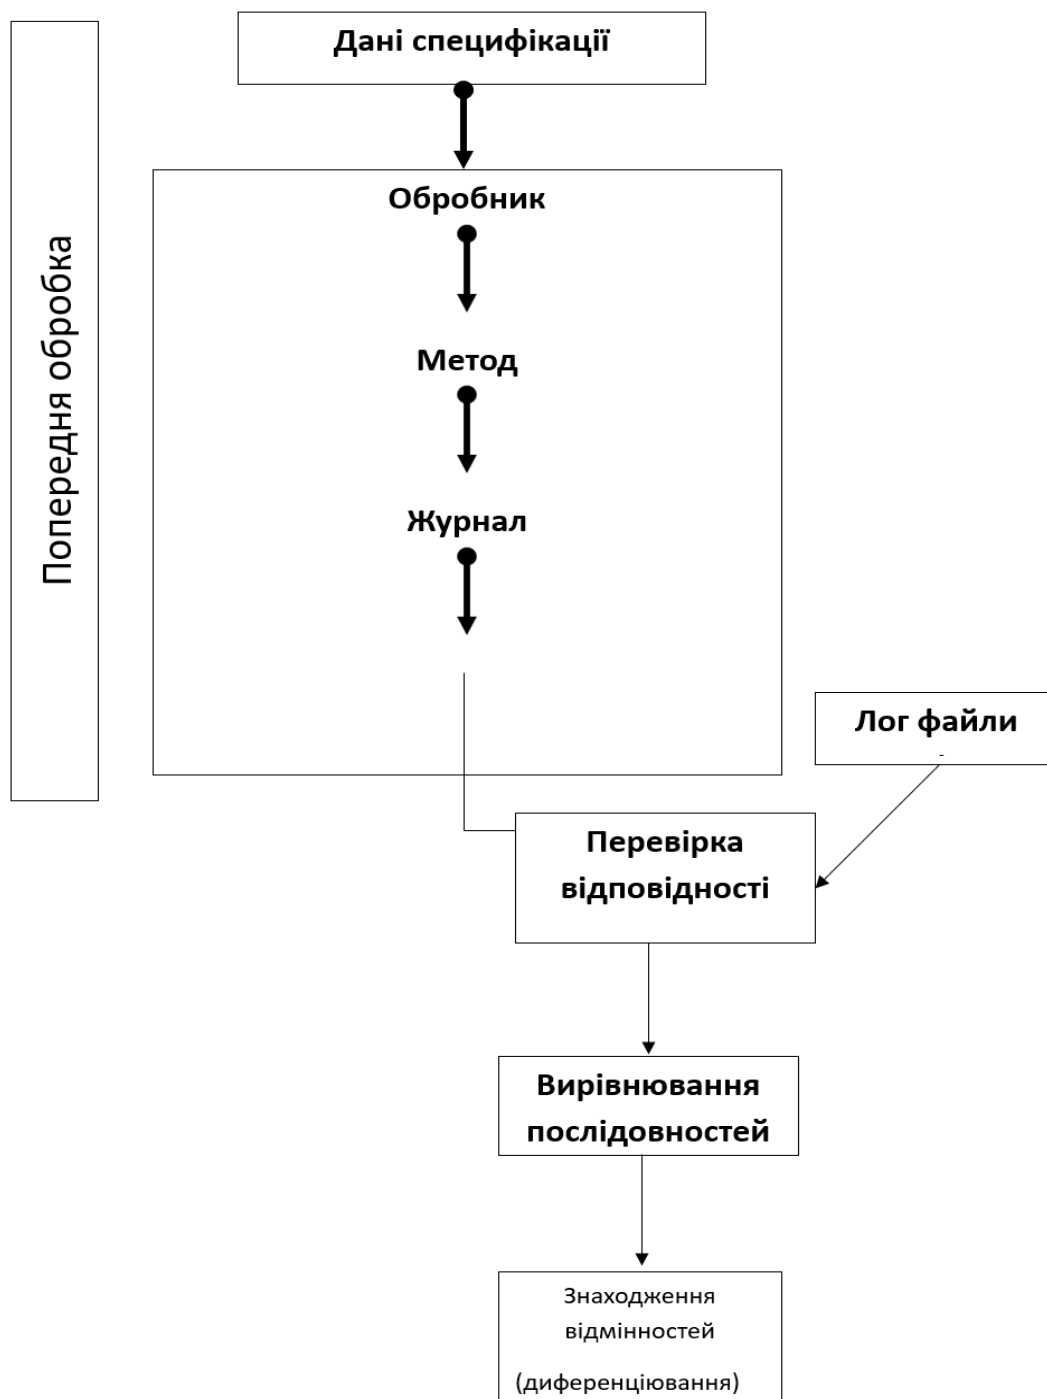 Дані специфікації
Попередня обробка
Обробник
Метод
Журнал
Лог файли
Перевірка
відповідності
Вирівнювання
послідовностей
Знаходження
відмінностей
(диференціювання)